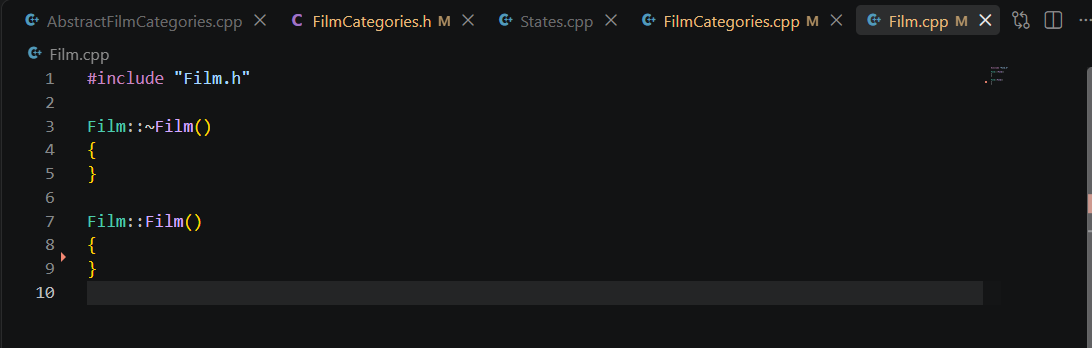 AbstractFilmCategories.cpp FilmCategories.h M States.cpp FilmCategories.cpp M Film.cpp M
Film.cpp
1 #include "Film.h"
2
3 Film::~Film()
4 {
5 }
6
7 Film::Film()
8 {
9 }
10